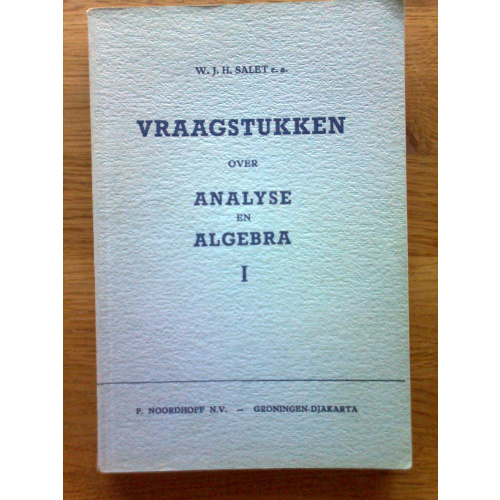 W. J. H. SALET e. a.
VRAAGSTUKKEN
OVER
ANALYSE
EN
ALGEBRA
I
P. NOORDHOFF N.V. — GRONINGEN-DJAKARTA